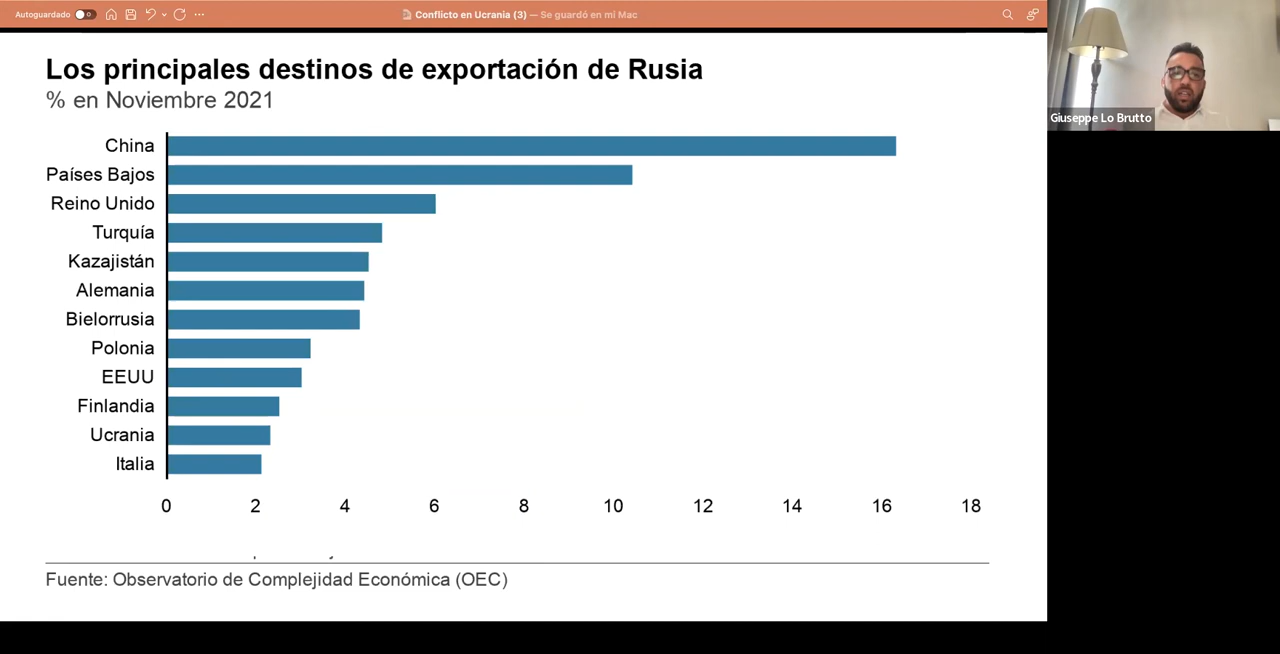 Autoguardado
Conflicto en Ucrania (3) — Se guardó en mi Mac
Los principales destinos de exportación de Rusia
% en Noviembre 2021
China
Países Bajos
Reino Unido
Turquía
Kazajistán
Alemania
Bielorrusia
Polonia
EEUU
Finlandia
Ucrania
Italia
0 2 4 6 8 10 12 14 16 18
Fuente: Observatorio de Complejidad Económica (OEC)
Giuseppe Lo Brutto